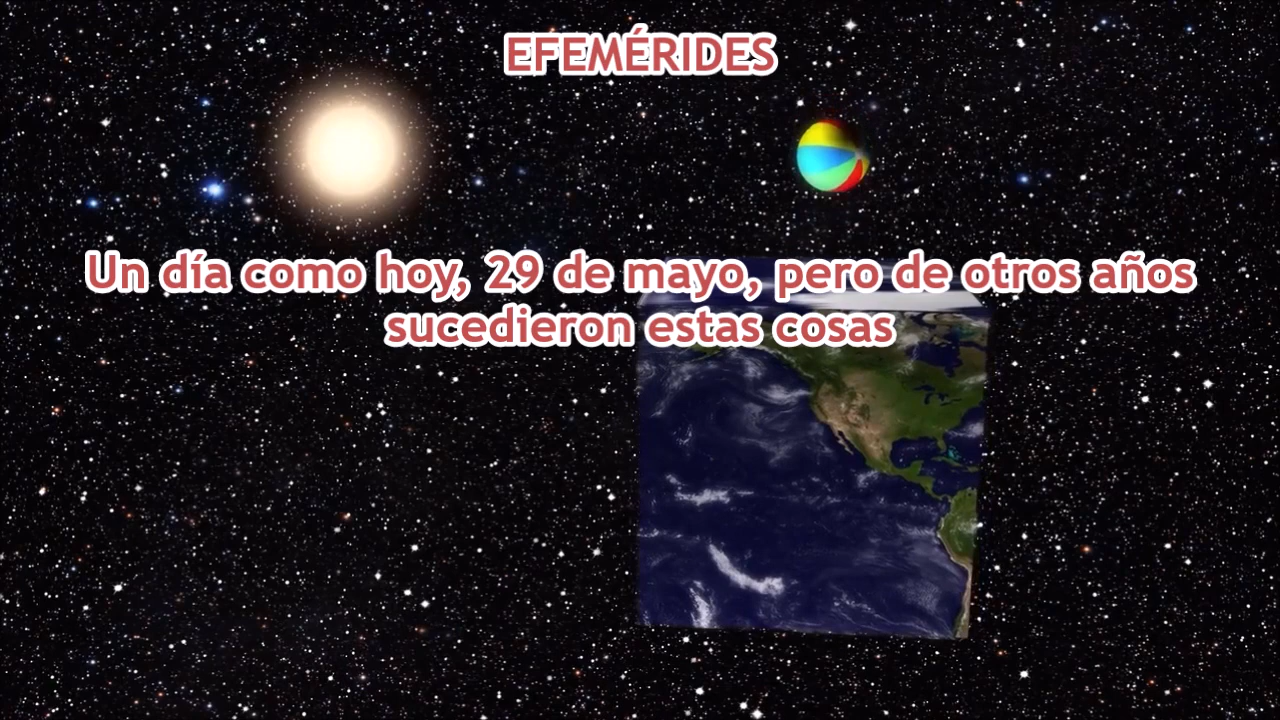 EFEMÉRIDES
Un día como hoy, 29 de mayo, pero de otros años
sucedieron estas cosas